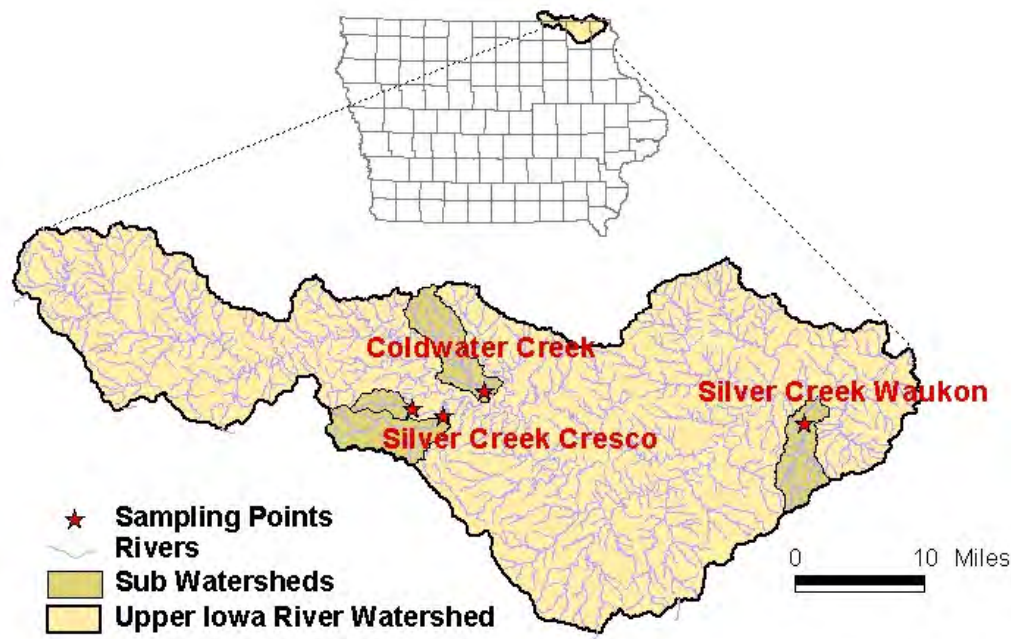 Coldwater Creek
Silver Creek Waukon
Silver Creek Cresco
Sampling Points
Rivers
Sub Watersheds
Upper Iowa River Watershed
0 10 Miles